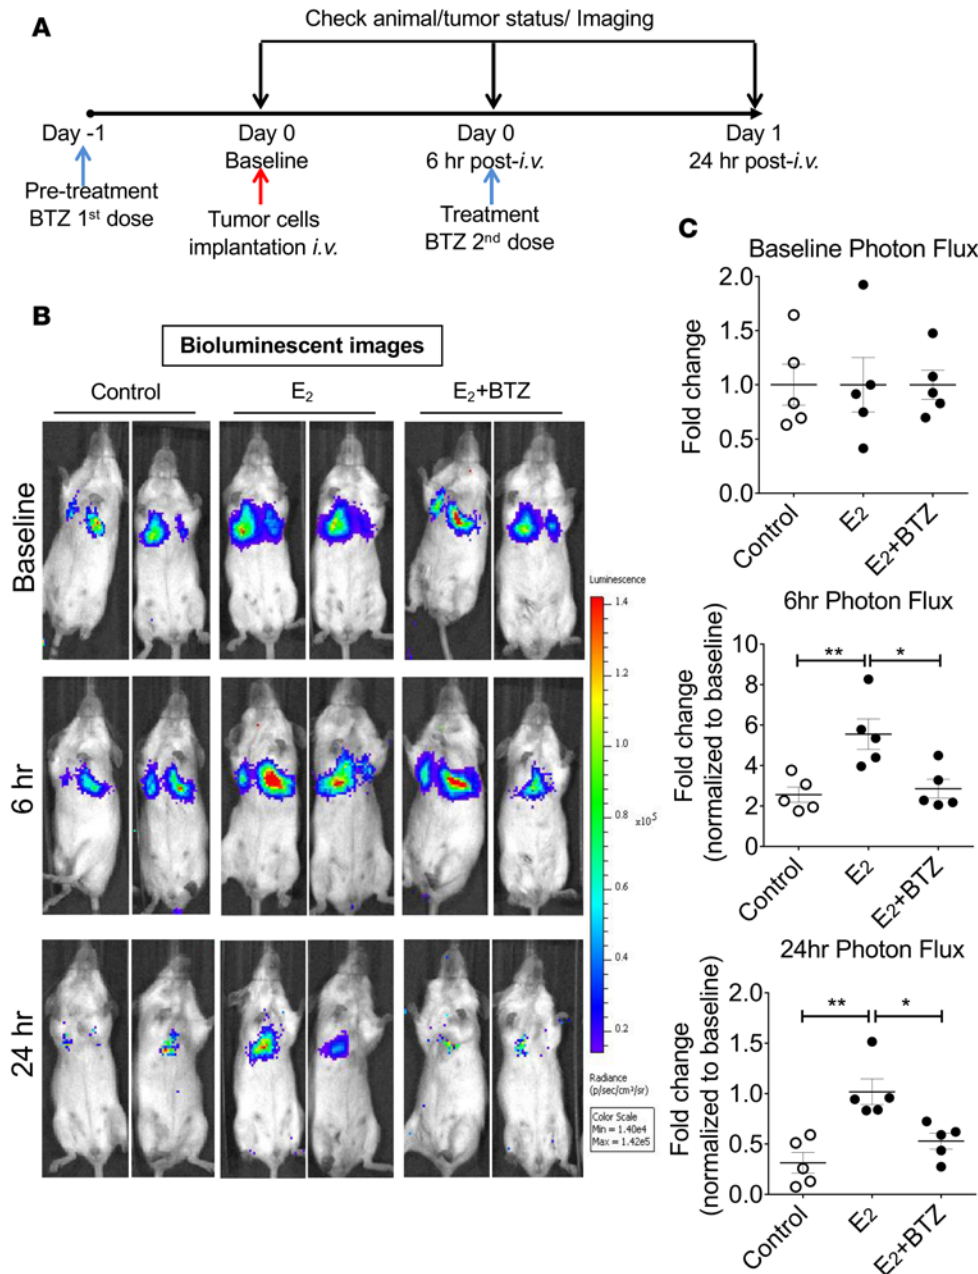 A
Check animal/tumor status/ Imaging
Day -1
Day 0
Day 0
Day 1
Baseline
6 hr post-i.v.
24 hr post-i.v.
Pre-treatment
BTZ 1st dose
Tumor cells
implantation i.v.
Treatment
BTZ 2nd dose
B
Bioluminescent images
Control
E2
E2+BTZ
Baseline
6 hr
24 hr
Luminescence
1.4
1.2
1.0
0.8
x10⁵
0.6
0.4
0.2
Radiance
(p/sec/cm²/sr)
Color Scale
Min = 1.40e4
Max = 1.42e5
C
Baseline Photon Flux
Fold change
2.0
1.5
1.0
0.5
0.0
Control
E2
E2+BTZ
6hr Photon Flux
Fold change
(normalized to baseline)
10
8
6
4
2
0
**
*
Control
E2
E2+BTZ
24hr Photon Flux
Fold change
(normalized to baseline)
2.0
1.5
1.0
0.5
0.0
**
*
Control
E2
E2+BTZ